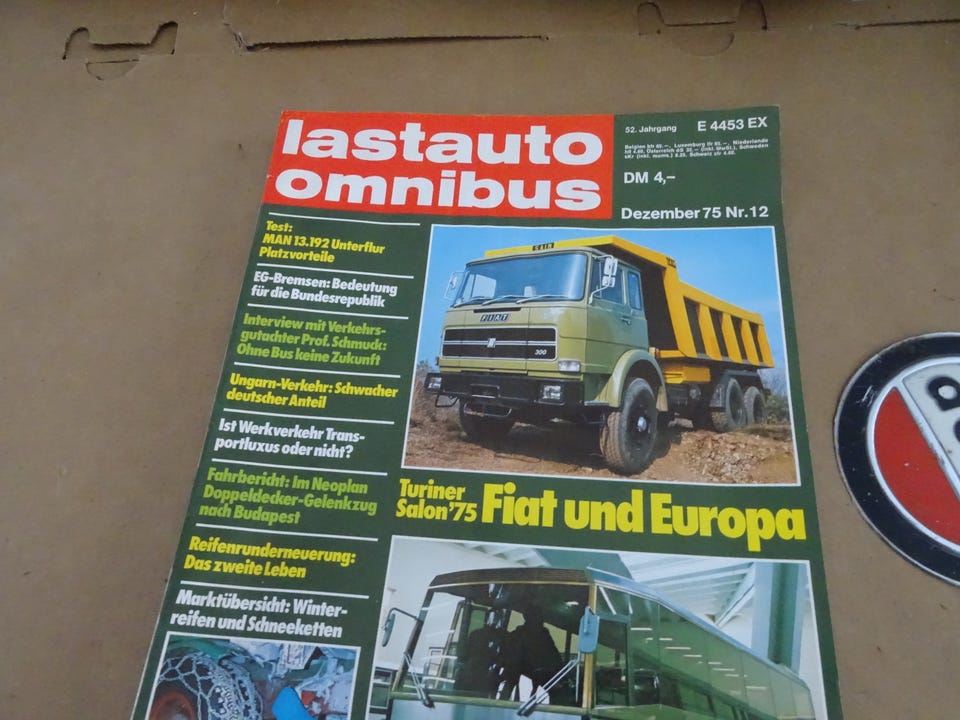 lastauto
omnibus
52. Jahrgang
E 4453 EX
DM 4,–
Dezember 75 Nr. 12
Test:
MAN 13.192 Unterflur
Platzvorteile
EG-Bremsen: Bedeutung
für die Bundesrepublik
Interview mit Verkehrs-
gutachter Prof. Schmuck:
Ohne Bus keine Zukunft
Ungarn-Verkehr: Schwacher
deutscher Anteil
Ist Werkverkehr Trans-
portluxus oder nicht?
Fahrbericht: Im Neoplan
Doppeldecker-Gelenkzug
nach Budapest
Reifenrunderneuerung:
Das zweite Leben
Marktübersicht: Winter-
reifen und Schneeketten
FIAT
300
Turiner
Salon '75
Fiat und Europa